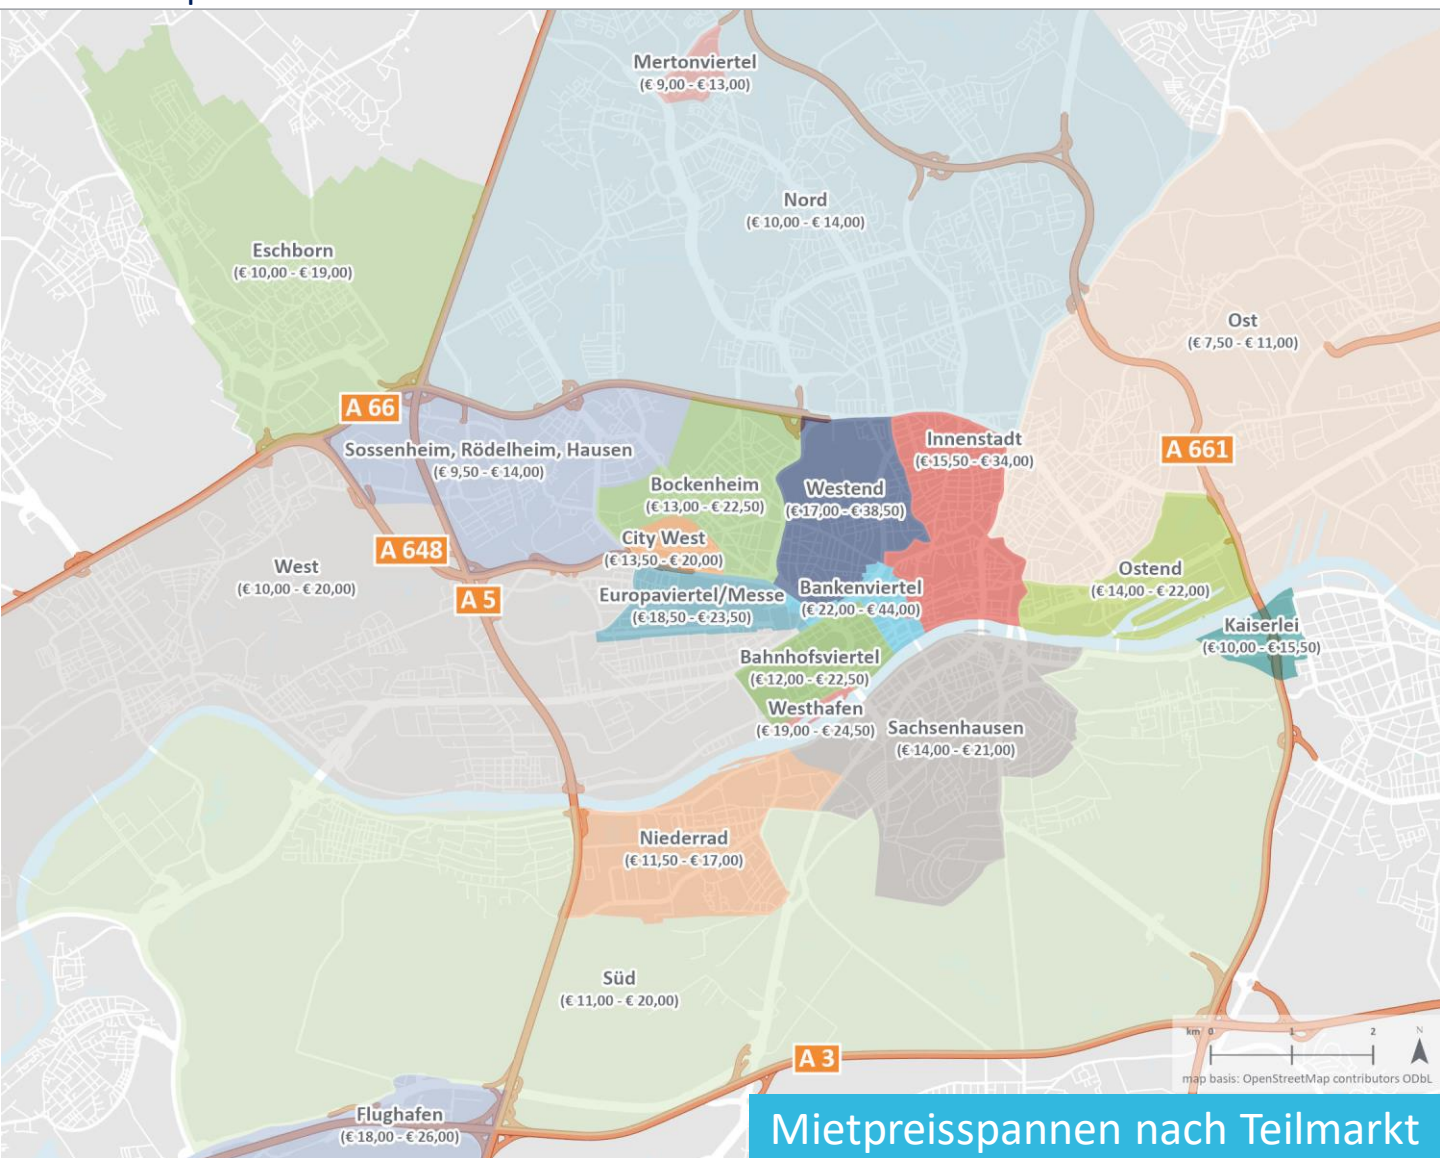 Mertonviertel
(€ 9,00 - € 13,00)
Nord
(€ 10,00 - € 14,00)
Eschborn
(€ 10,00 - € 19,00)
Ost
(€ 7,50 - € 11,00)
A 66
Innenstadt
(€ 15,50 - € 34,00)
A 661
Sossenheim, Rödelheim, Hausen
(€ 9,50 - € 14,00)
Bockenheim
(€ 13,00 - € 22,50)
Westend
(€ 17,00 - € 38,50)
City West
(€ 13,50 - € 20,00)
A 648
West
(€ 10,00 - € 20,00)
Ostend
(€ 14,00 - € 22,00)
A 5
Europaviertel/Messe
(€ 18,50 - € 23,50)
Bankenviertel
(€ 22,00 - € 44,00)
Kaiserlei
(€ 10,00 - € 15,50)
Bahnhofsviertel
(€ 12,00 - € 22,50)
Westhafen
(€ 19,00 - € 24,50)
Sachsenhausen
(€ 14,00 - € 21,00)
Niederrad
(€ 11,50 - € 17,00)
Süd
(€ 11,00 - € 20,00)
km 0 1 2 N
A 3
map basis: OpenStreetMap contributors ODbL
Flughafen
(€ 18,00 - € 26,00)
Mietpreisspannen nach Teilmarkt